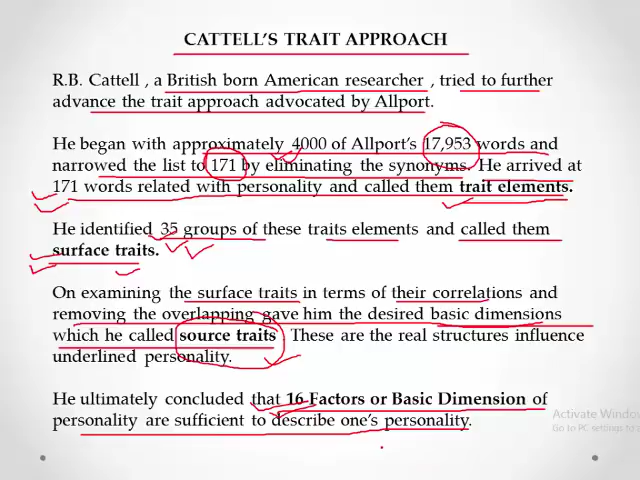 CATTELL'S TRAIT APPROACH
R.B. Cattell , a British born American researcher , tried to further
advance the trait approach advocated by Allport.
He began with approximately 4000 of Allport's 17,953 words and
narrowed the list to 171 by eliminating the synonyms. He arrived at
171 words related with personality and called them trait elements.
He identified 35 groups of these traits elements and called them
surface traits.
On examining the surface traits in terms of their correlations and
removing the overlapping gave him the desired basic dimensions
which he called source traits . These are the real structures influence
underlined personality.
He ultimately concluded that 16 Factors or Basic Dimension of
personality are sufficient to describe one's personality.
Activate Window
Go to PC settings to